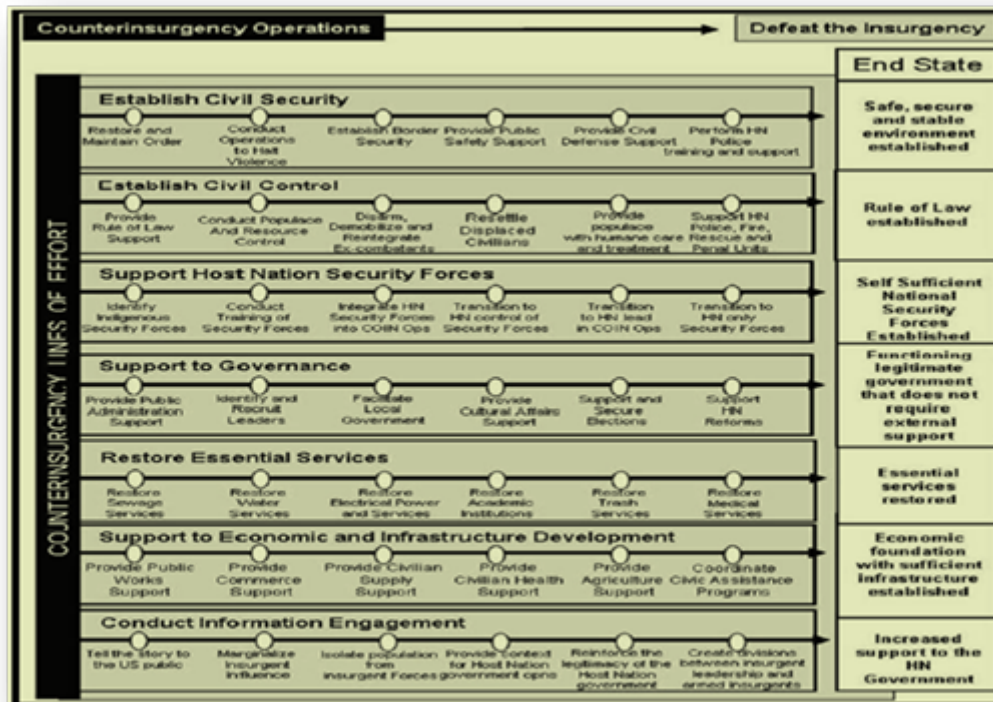 Counterinsurgency Operations
Defeat the Insurgency
End State
COUNTERINSURGENCY LINES OF EFFORT
Establish Civil Security
Restore and
Maintain Order
Conduct
Operations
to Halt
Violence
Establish Border
Security
Provide Public
Safety Support
Provide Civil
Defense Support
Perform HN
Police
training and support
Safe, secure
and stable
environment
established
Establish Civil Control
Provide
Rule of Law
Support
Conduct Populace
And Resource
Control
Disarm,
Demobilize and
Reintegrate
Ex-combatants
Resettle
Displaced
Civilians
Provide
populace
with humane care
and treatment
Support HN
Police, Fire,
Rescue and
Penal Units
Rule of Law
established
Support Host Nation Security Forces
Identify
Indigenous
Security Forces
Conduct
Training of
Security Forces
Integrate HN
Security Forces
into COIN Ops
Transition to
HN control of
Security Forces
Transition
to HN lead
in COIN Ops
Transition to
HN only
Security Forces
Self Sufficient
National
Security
Forces
Established
Support to Governance
Provide Public
Administration
Support
Identify and
Recruit
Leaders
Facilitate
Local
Government
Provide
Cultural Affairs
Support
Support and
Secure
Elections
Support
HN
Reforms
Functioning
legitimate
government
that does not
require
external
support
Restore Essential Services
Restore
Sewage
Services
Restore
Water
Services
Restore
Electrical Power
and Services
Restore
Academic
Institutions
Restore
Trash
Services
Restore
Medical
Services
Essential
services
restored
Support to Economic and Infrastructure Development
Provide Public
Works
Support
Provide
Commerce
Support
Provide Civilian
Supply
Support
Provide
Civilian Health
Support
Provide
Agriculture
Support
Coordinate
Civic Assistance
Programs
Economic
foundation
with sufficient
infrastructure
established
Conduct Information Engagement
Tell the story to
the US public
Marginalize
Insurgent
Influence
Isolate population
from
insurgent Forces
Provide context
for Host Nation
government opns
Reinforce the
legitimacy of the
Host Nation
government
Create divisions
between insurgent
leadership and
armed insurgents
Increased
support to the
HN
Government